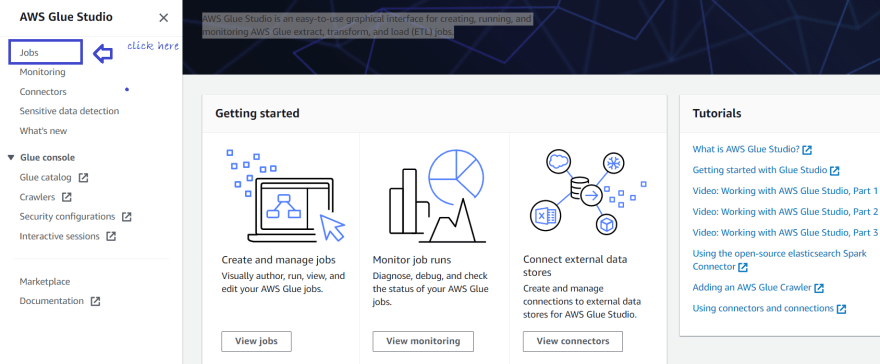 AWS Glue Studio
Jobs
click here
Monitoring
Connectors
Sensitive data detection
What's new
Glue console
Glue catalog
Crawlers
Security configurations
Interactive sessions
Marketplace
Documentation
AWS Glue Studio is an easy-to-use graphical interface for creating, running, and
monitoring AWS Glue extract, transform, and load (ETL) jobs.
Getting started
Create and manage jobs
Visually author, run, view, and
edit your AWS Glue jobs.
View jobs
Monitor job runs
Diagnose, debug, and check
the status of your AWS Glue
jobs.
View monitoring
Connect external data
stores
Create and manage
connections to external data
stores for AWS Glue Studio.
View connectors
Tutorials
What is AWS Glue Studio?
Getting started with Glue Studio
Video: Working with AWS Glue Studio, Part 1
Video: Working with AWS Glue Studio, Part 2
Video: Working with AWS Glue Studio, Part 3
Using the open-source elasticsearch Spark
Connector
Adding an AWS Glue Crawler
Using connectors and connections